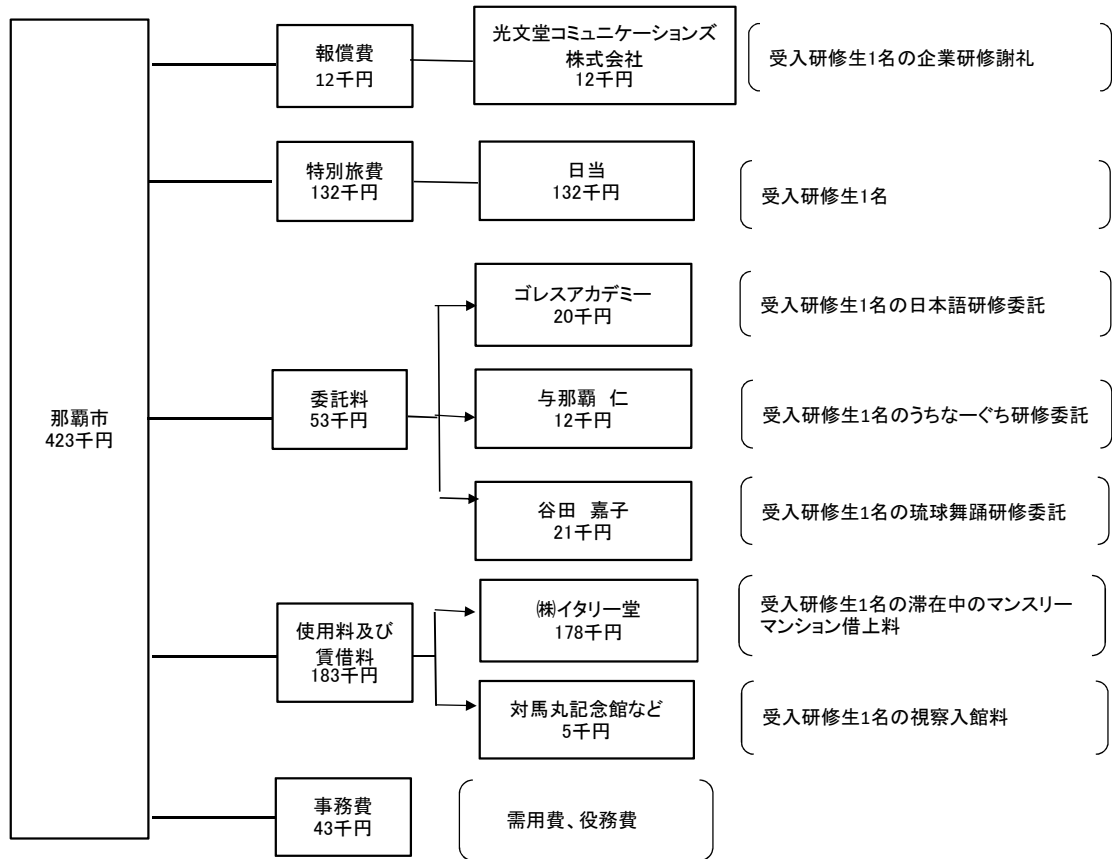 那覇市
423千円
報償費
12千円
光文堂コミュニケーションズ
株式会社
12千円
受入研修生1名の企業研修謝礼
特別旅費
132千円
日当
132千円
受入研修生1名
委託料
53千円
ゴレスアカデミー
20千円
受入研修生1名の日本語研修委託
与那覇 仁
12千円
受入研修生1名のうちなーぐち研修委託
谷田 嘉子
21千円
受入研修生1名の琉球舞踊研修委託
使用料及び
賃借料
183千円
㈱イタリー堂
178千円
受入研修生1名の滞在中のマンスリー
マンション借上料
対馬丸記念館など
5千円
受入研修生1名の視察入館料
事務費
43千円
需用費、役務費